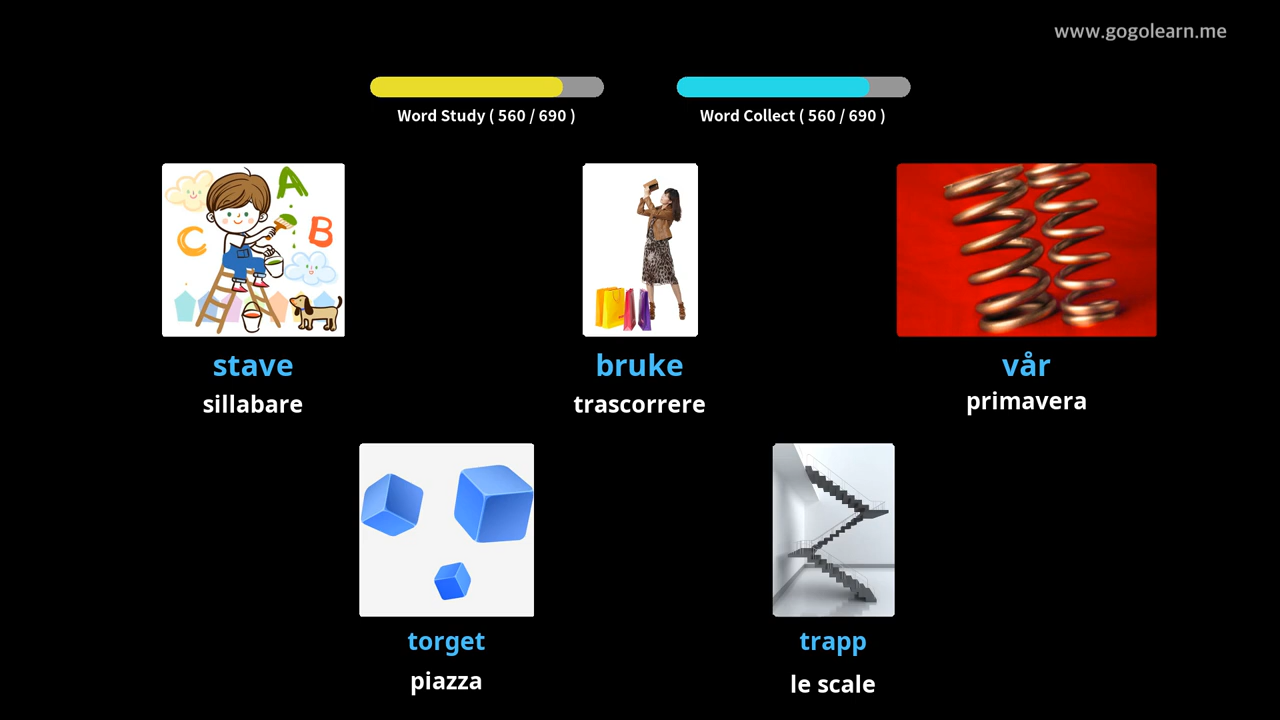 www.gogolearn.me
Word Study ( 560 / 690 )
Word Collect ( 560 / 690 )
A
B
C
stave
bruke
vår
sillabare
trascorrere
primavera
torget
trapp
piazza
le scale